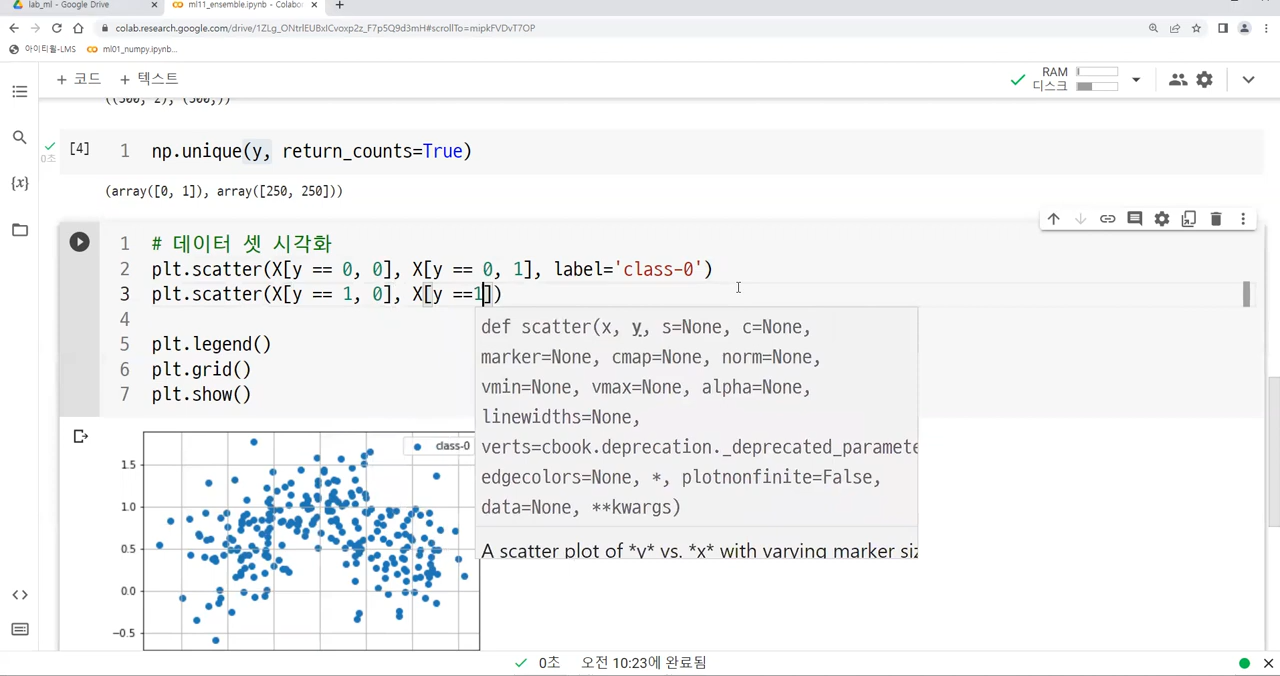 lab_ml - Google Drive
ml11_ensemble.ipynb - Colabor
colab.research.google.com/drive/1ZLg_ONtrlEUBxICvoxp2z_F7p5Q9d3mH#scrollTo=mipkFVDvT7OP
아이티윌-LMS
ml01_numpy.ipynb...
+ 코드 + 텍스트
RAM
디스크
((500, 2), (500,))
[4]
0초
1 np.unique(y, return_counts=True)
(array([0, 1]), array([250, 250]))
1 # 데이터 셋 시각화
2 plt.scatter(X[y == 0, 0], X[y == 0, 1], label='class-0')
3 plt.scatter(X[y == 1, 0], X[y ==1])
4
5 plt.legend()
6 plt.grid()
7 plt.show()
def scatter(x, y, s=None, c=None,
marker=None, cmap=None, norm=None,
vmin=None, vmax=None, alpha=None,
linewidths=None,
verts=cbook.deprecation._deprecated_paramete
edgecolors=None, *, plotnonfinite=False,
data=None, **kwargs)
A scatter plot of *y* vs. *x* with varying marker siz
class-0
1.5
1.0
0.5
0.0
−0.5
{x}
<>
0초 오전 10:23에 완료됨